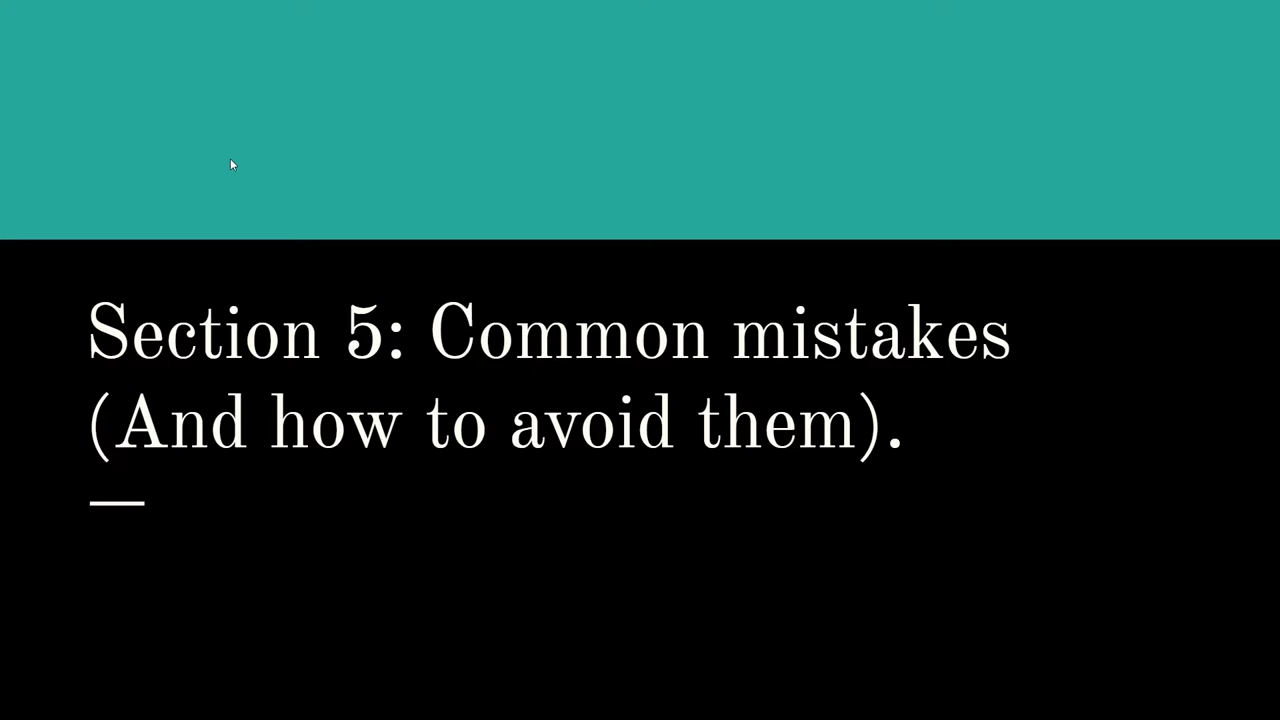 Section 5: Common mistakes
(And how to avoid them).